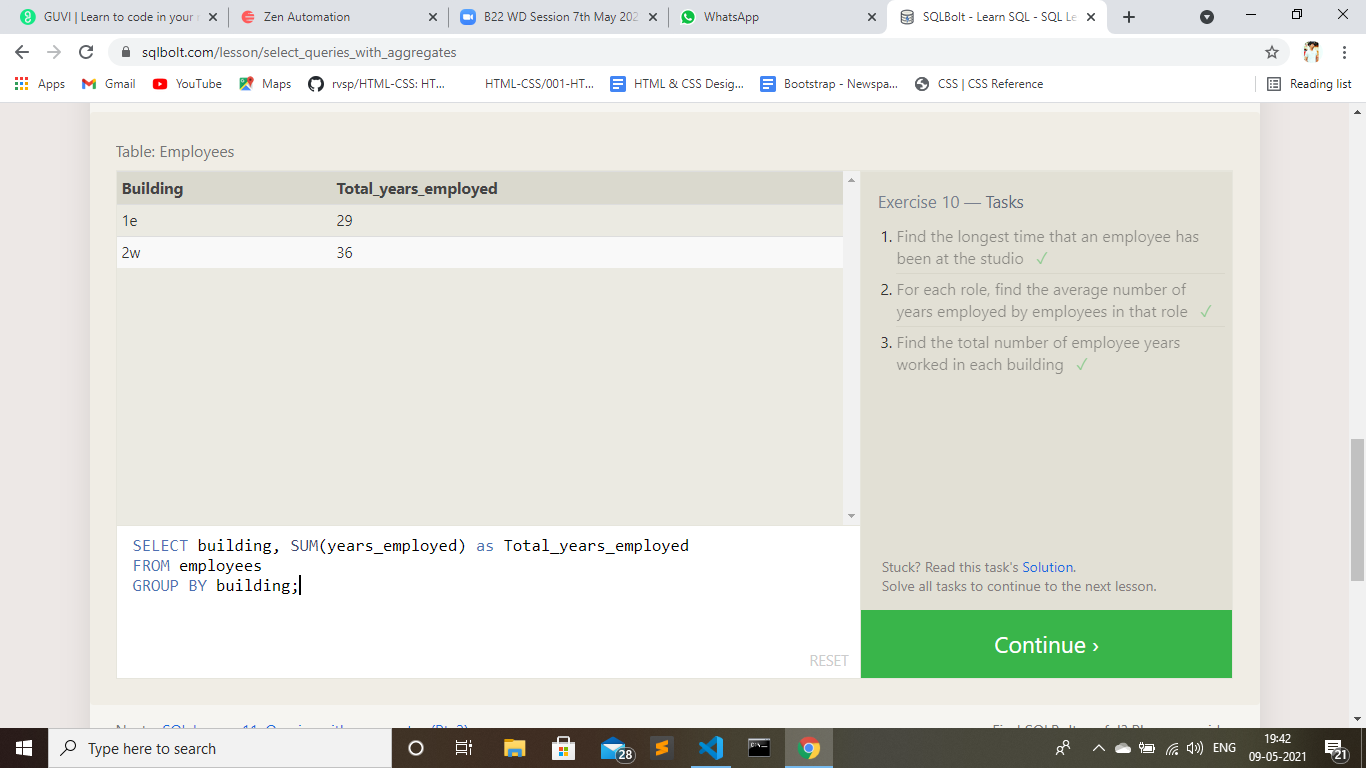 GUVI | Learn to code in your n
Zen Automation
B22 WD Session 7th May 202
WhatsApp
SQLBolt - Learn SQL - SQL Le
sqlbolt.com/lesson/select_queries_with_aggregates
Apps
Gmail
YouTube
Maps
rvsp/HTML-CSS: HT...
HTML-CSS/001-HT...
HTML & CSS Desig...
Bootstrap - Newspa...
CSS | CSS Reference
Reading list
Table: Employees
Building Total_years_employed
1e 29
2w 36
SELECT building, SUM(years_employed) as Total_years_employed
FROM employees
GROUP BY building;
RESET
Exercise 10 — Tasks
1. Find the longest time that an employee has
been at the studio ✓
2. For each role, find the average number of
years employed by employees in that role ✓
3. Find the total number of employee years
worked in each building ✓
Stuck? Read this task's Solution.
Solve all tasks to continue to the next lesson.
Continue ›
Type here to search
28
ENG
19:42
09-05-2021
21